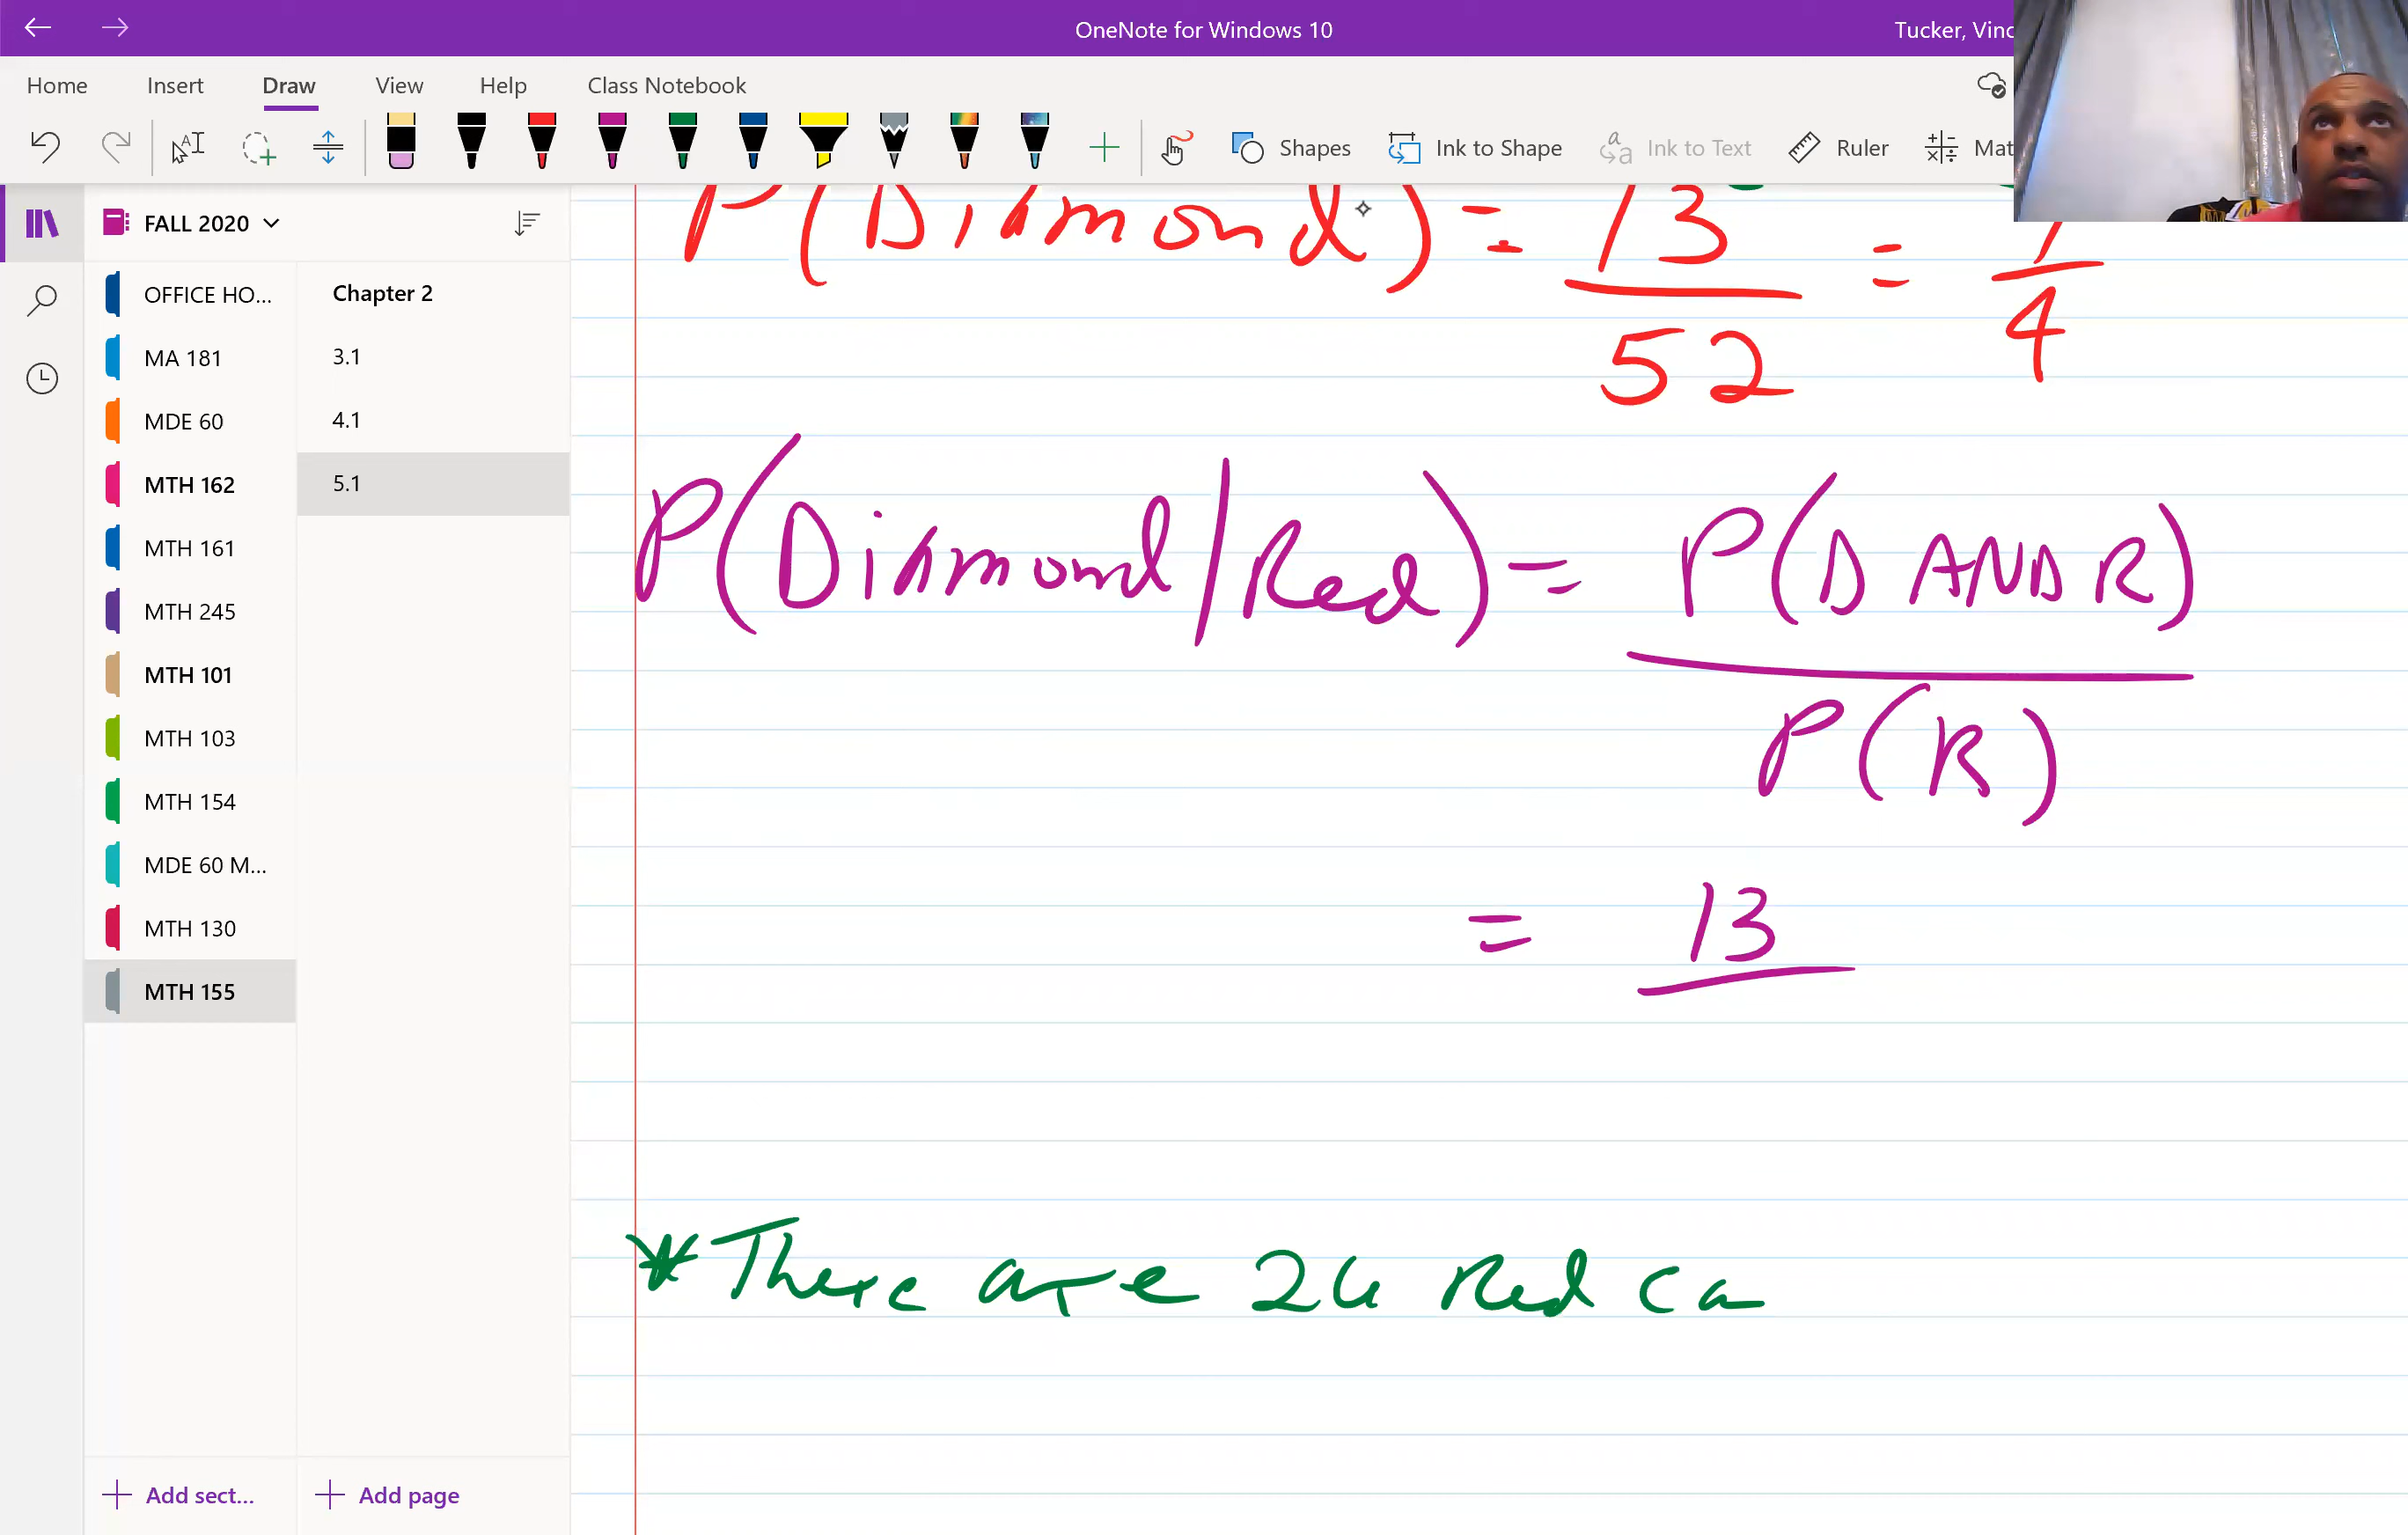 OneNote for Windows 10
Tucker, Vinc
Home Insert Draw View Help Class Notebook
Shapes Ink to Shape Ink to Text Ruler Mat
FALL 2020
OFFICE HO...
MA 181
MDE 60
MTH 162
MTH 161
MTH 245
MTH 101
MTH 103
MTH 154
MDE 60 M...
MTH 130
MTH 155
Add sect...
Chapter 2
3.1
4.1
5.1
Add page
P(Diamond) = 13/52 = 1/4
P(Diamond/Red) = P(D AND R)/P(R)
= 13
*There are 26 Red ca